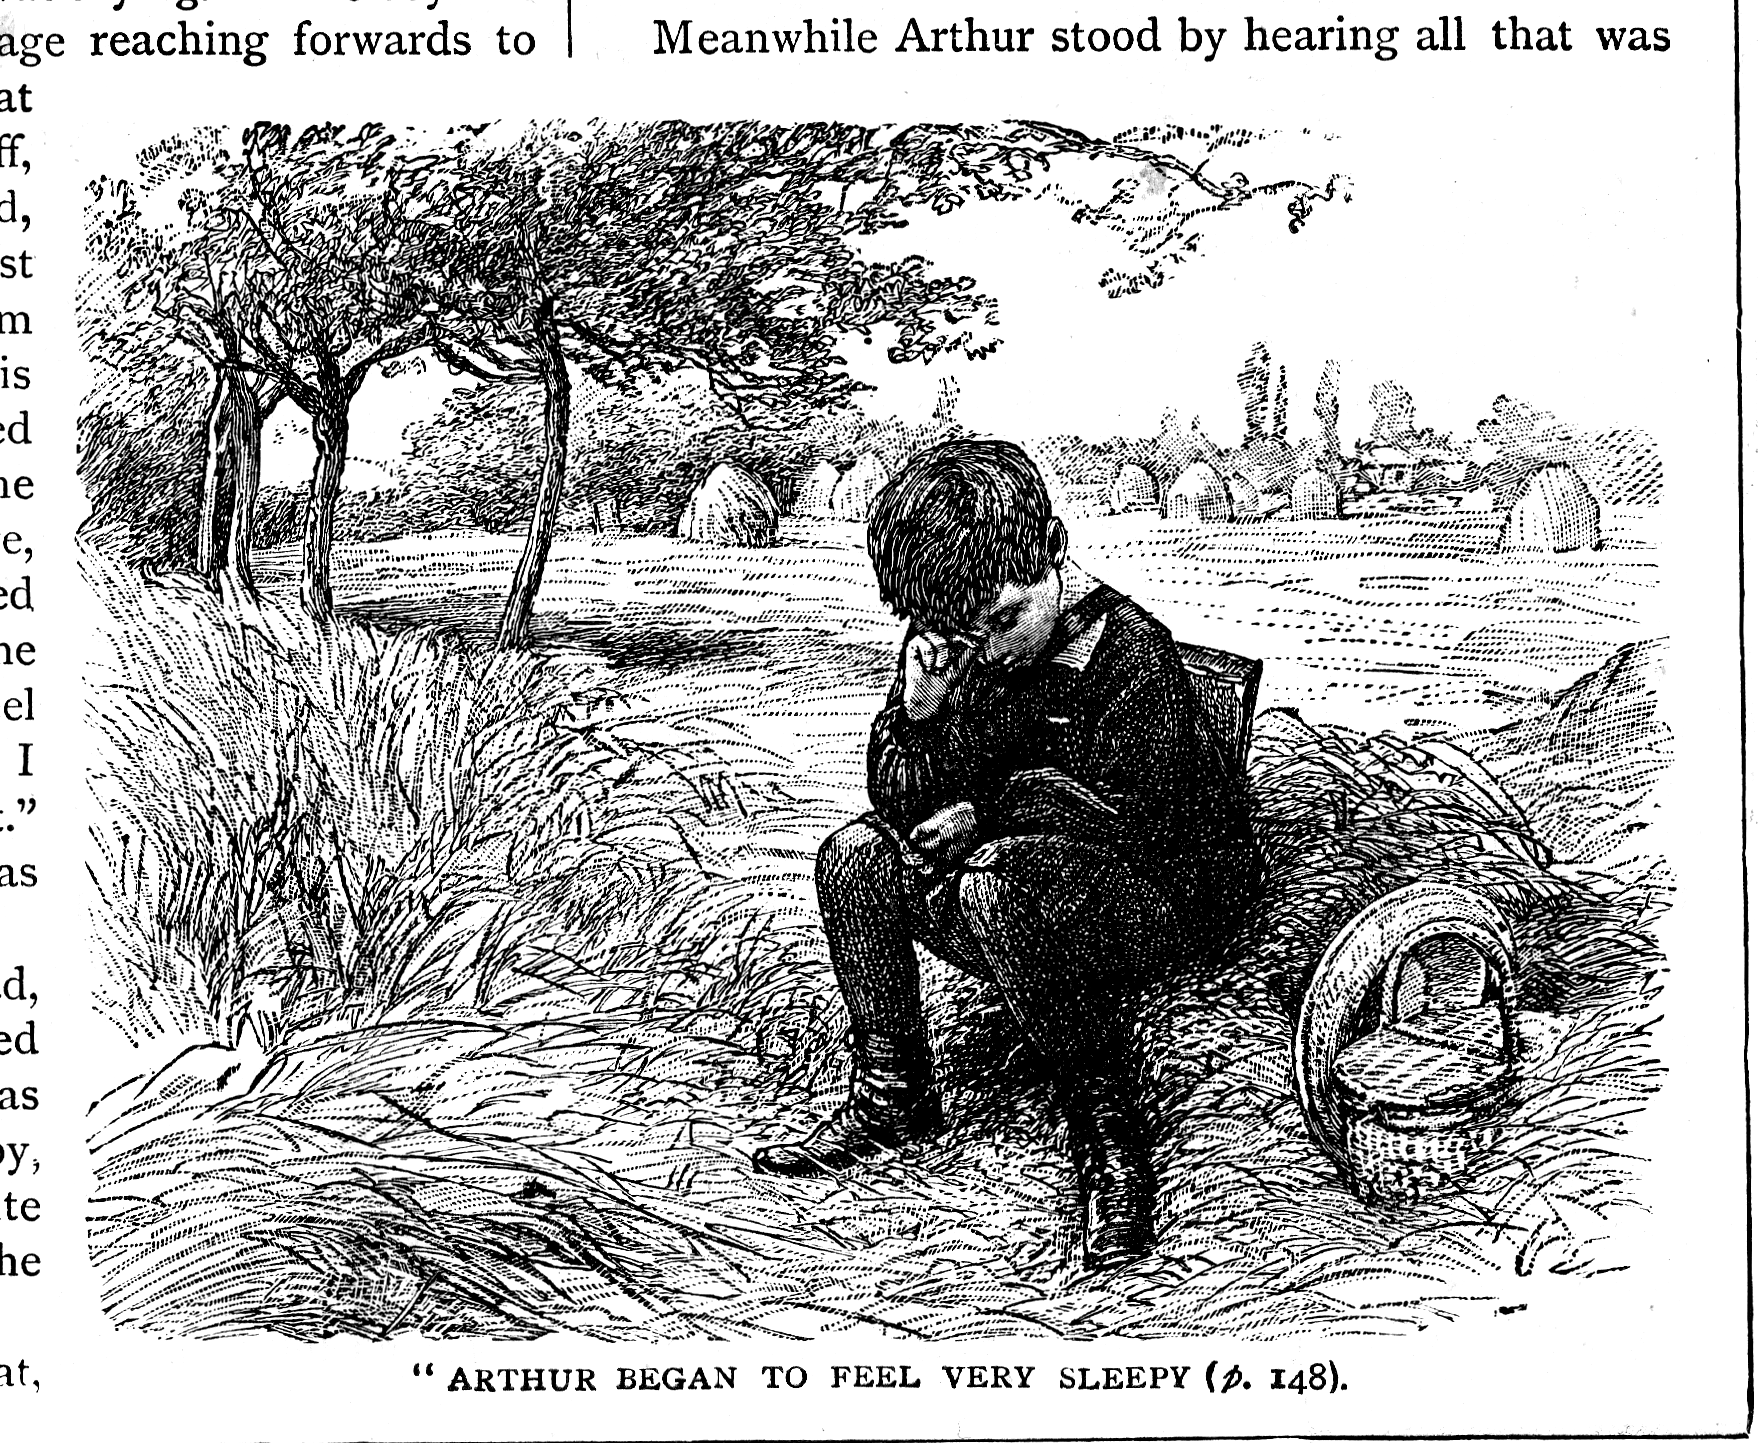 age reaching forwards to
at
ff,
d,
st
m
is
ed
he
e,
ed
he
el
I
.”
as
d,
ed
as
oy,
te
he
at,
Meanwhile Arthur stood by hearing all that was
“ ARTHUR BEGAN TO FEEL VERY SLEEPY (p. 148).